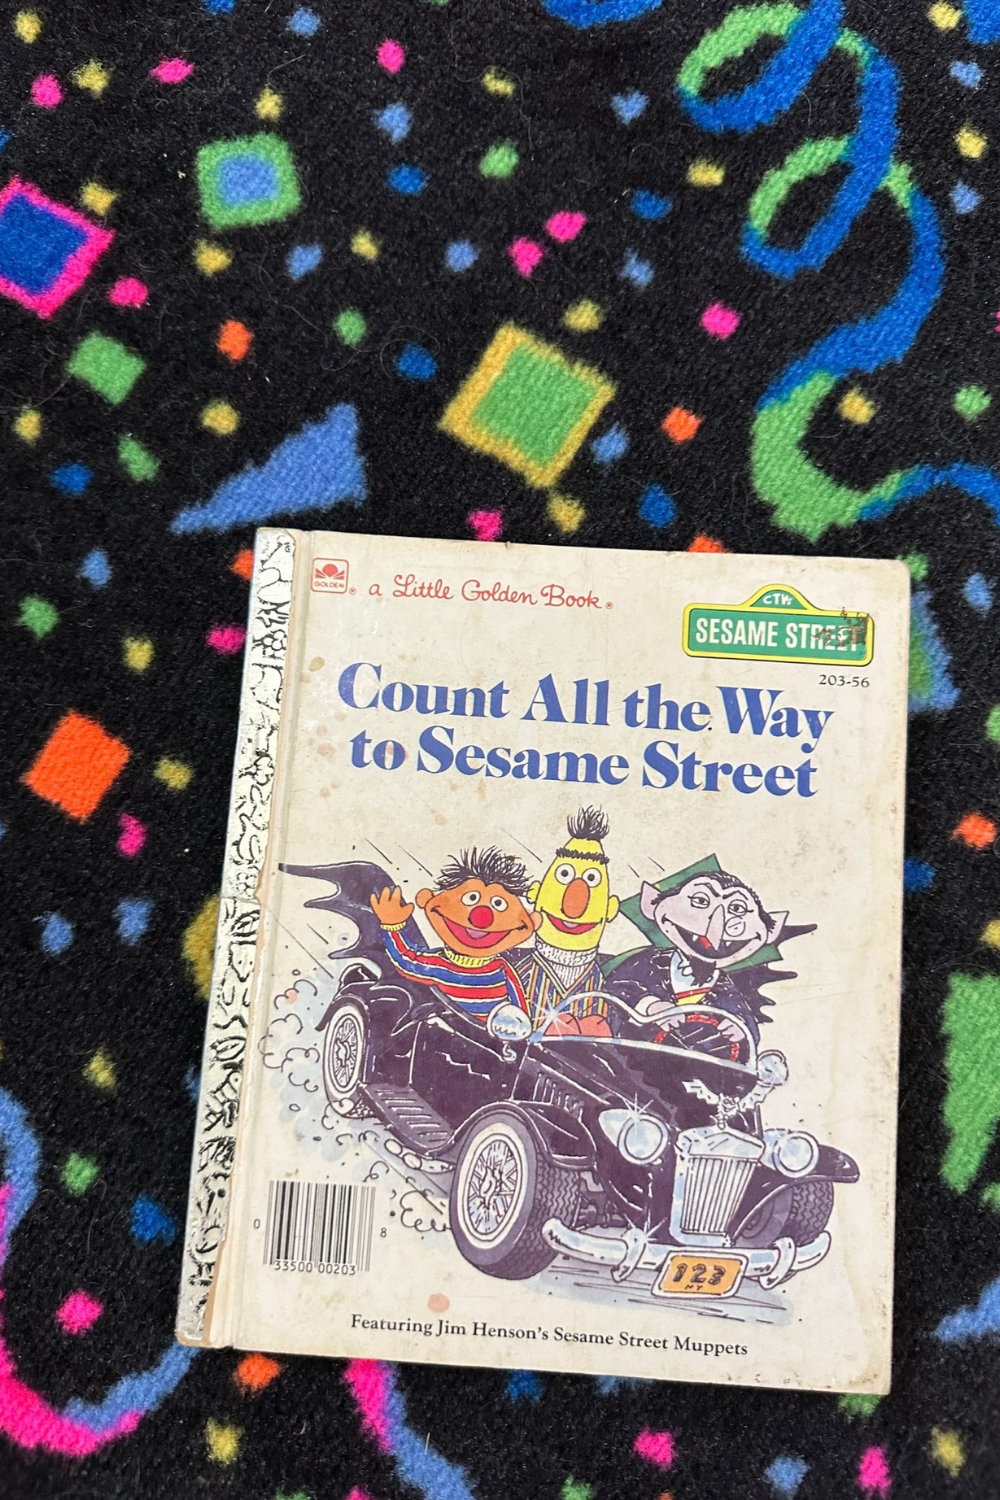 GOLDEN
a Little Golden Book®
CTW
SESAME STREET
203-56
Count All the Way
to Sesame Street
0
8
33500 00203
123
NY
Featuring Jim Henson's Sesame Street Muppets